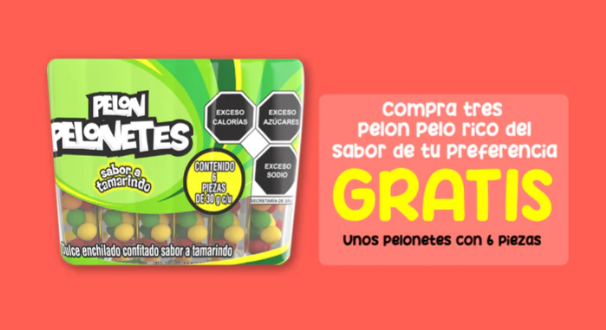 PELON
PELONETES
sabor a
tamarindo
CONTENIDO
6
PIEZAS
DE 30 g c/u
EXCESO
CALORÍAS
EXCESO
AZÚCARES
EXCESO
SODIO
Dulce enchilado confitado sabor a tamarindo
Compra tres
Pelon Pelo rico del
sabor de tu Preferencia
GRATIS
Unos Pelonetes con 6 Piezas